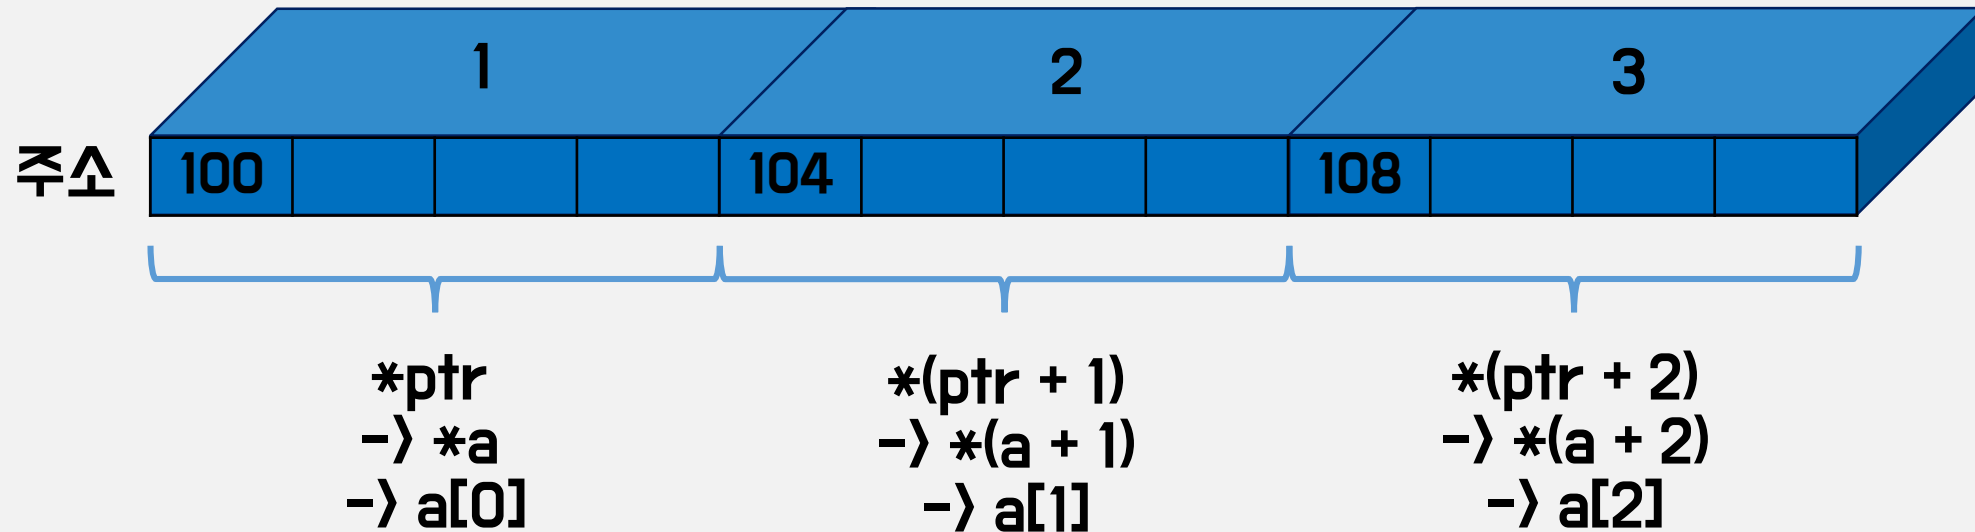 1
2
3
주소
100
104
108
*ptr
-> *a
-> a[0]
*(ptr + 1)
-> *(a + 1)
-> a[1]
*(ptr + 2)
-> *(a + 2)
-> a[2]